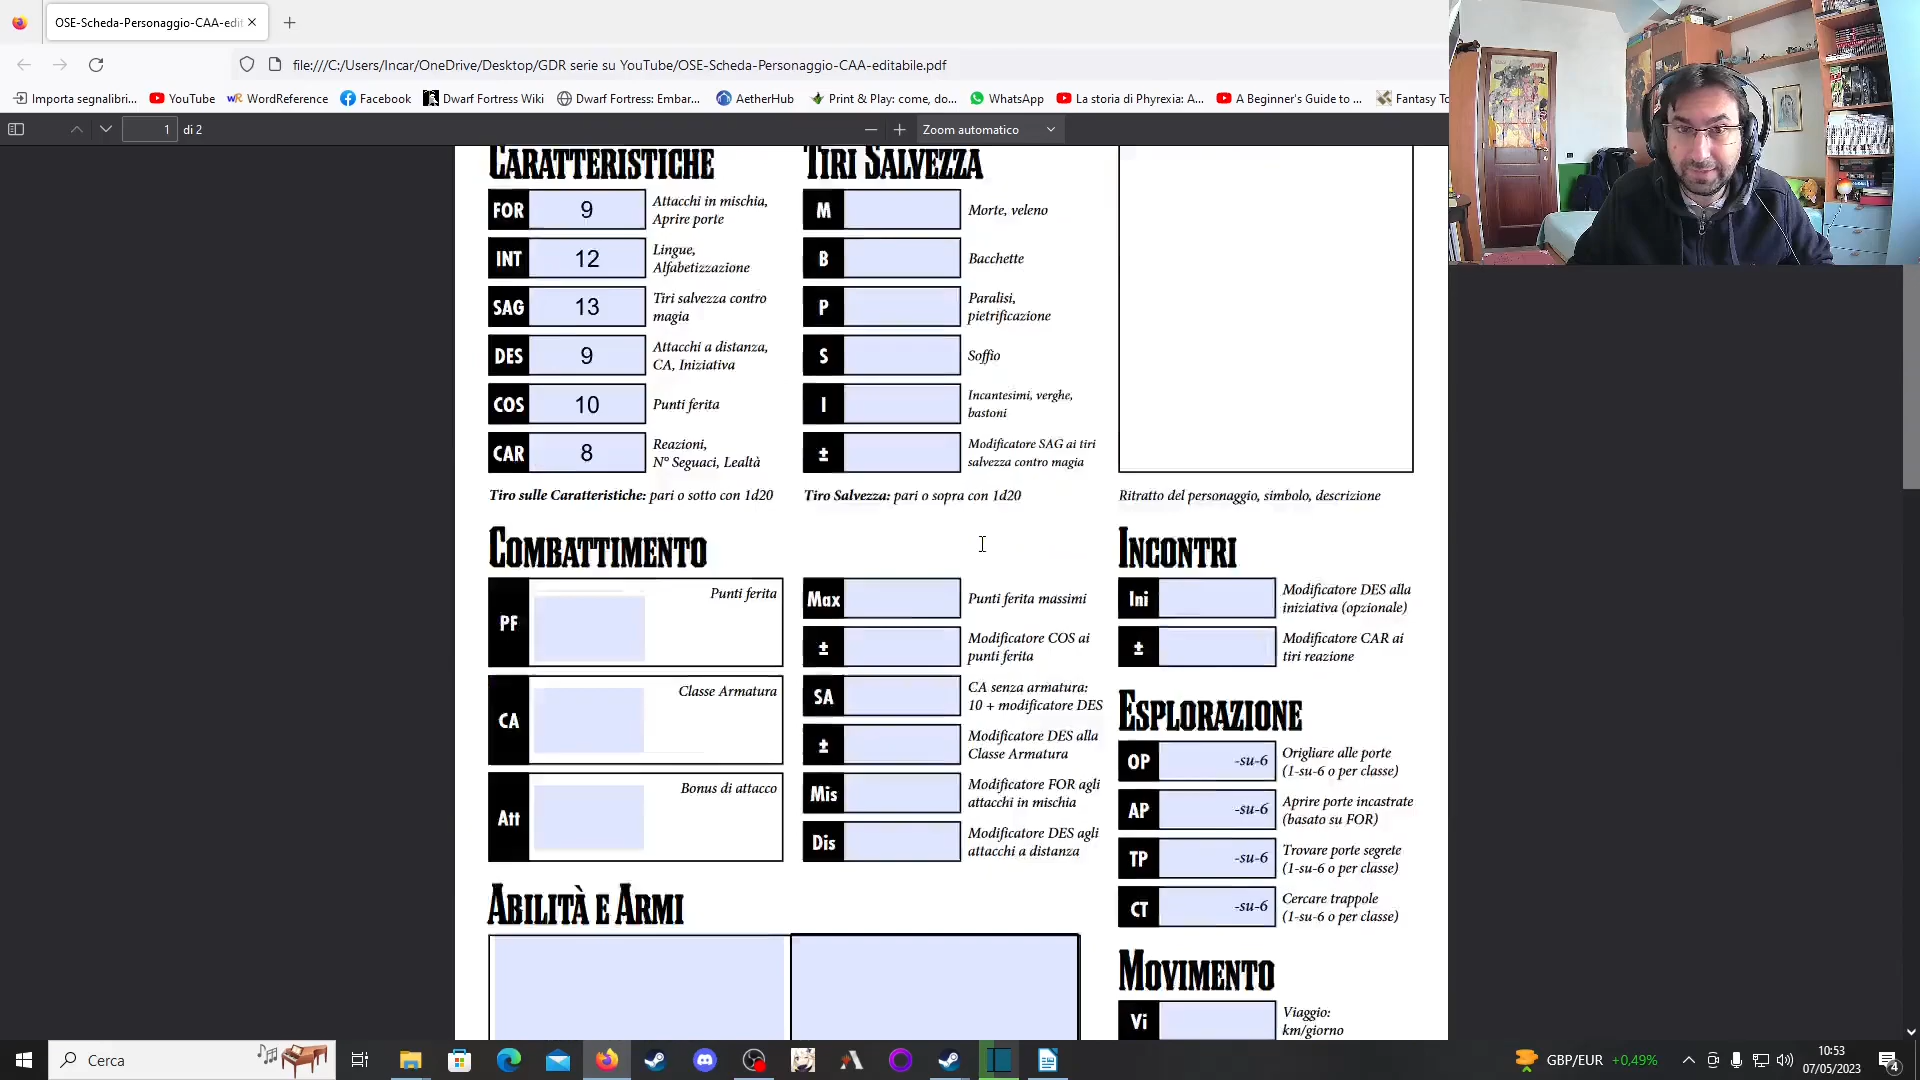 OSE-Scheda-Personaggio-CAA-edit
file:///C:/Users/Incar/OneDrive/Desktop/GDR serie su YouTube/OSE-Scheda-Personaggio-CAA-editabile.pdf
Importa segnalibri... YouTube WordReference Facebook Dwarf Fortress Wiki Dwarf Fortress: Embar... AetherHub Print & Play: come, do... WhatsApp La storia di Phyrexia: A... A Beginner's Guide to ... Fantasy To
1 di 2 Zoom automatico
Caratteristiche
FOR 9 Attacchi in mischia,
Aprire porte
INT 12 Lingue,
Alfabetizzazione
SAG 13 Tiri salvezza contro
magia
DES 9 Attacchi a distanza,
CA, Iniziativa
COS 10 Punti ferita
CAR 8 Reazioni,
N° Seguaci, Lealtà
Tiro sulle Caratteristiche: pari o sotto con 1d20
Tiri Salvezza
M Morte, veleno
B Bacchette
P Paralisi,
pietrificazione
S Soffio
I Incantesimi, verghe,
bastoni
± Modificatore SAG ai tiri
salvezza contro magia
Tiro Salvezza: pari o sopra con 1d20
Ritratto del personaggio, simbolo, descrizione
Combattimento
PF Punti ferita
CA Classe Armatura
Att Bonus di attacco
Max Punti ferita massimi
± Modificatore COS ai
punti ferita
SA CA senza armatura:
10 + modificatore DES
± Modificatore DES alla
Classe Armatura
Mis Modificatore FOR agli
attacchi in mischia
Dis Modificatore DES agli
attacchi a distanza
Incontri
Ini Modificatore DES alla
iniziativa (opzionale)
± Modificatore CAR ai
tiri reazione
Esplorazione
OP -su-6 Origliare alle porte
(1-su-6 o per classe)
AP -su-6 Aprire porte incastrate
(basato su FOR)
TP -su-6 Trovare porte segrete
(1-su-6 o per classe)
CT -su-6 Cercare trappole
(1-su-6 o per classe)
Abilità e Armi
Movimento
Vi Viaggio:
km/giorno
Cerca
GBP/EUR +0,49%
10:53
07/05/2023
4